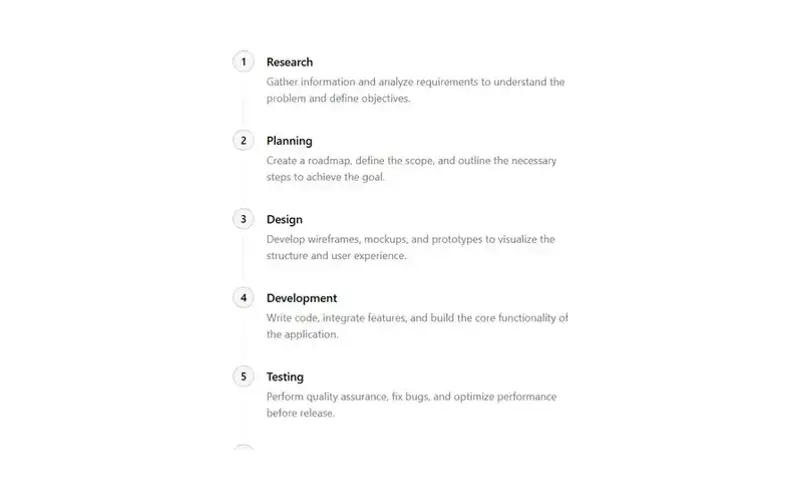 1 Research
Gather information and analyze requirements to understand the
problem and define objectives.
2 Planning
Create a roadmap, define the scope, and outline the necessary
steps to achieve the goal.
3 Design
Develop wireframes, mockups, and prototypes to visualize the
structure and user experience.
4 Development
Write code, integrate features, and build the core functionality of
the application.
5 Testing
Perform quality assurance, fix bugs, and optimize performance
before release.